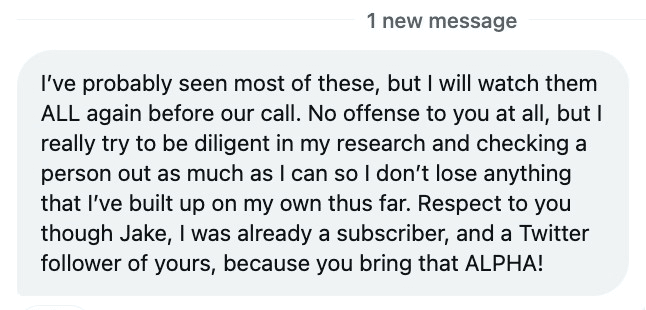 1 new message
I've probably seen most of these, but I will watch them
ALL again before our call. No offense to you at all, but I
really try to be diligent in my research and checking a
person out as much as I can so I don't lose anything
that I've built up on my own thus far. Respect to you
though Jake, I was already a subscriber, and a Twitter
follower of yours, because you bring that ALPHA!